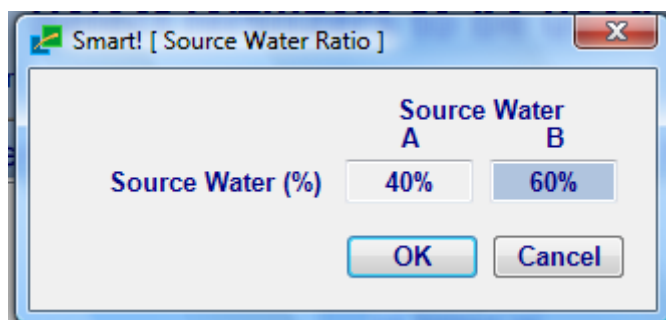 Smart! [ Source Water Ratio ]
Source Water
A B
Source Water (%) 40% 60%
OK Cancel